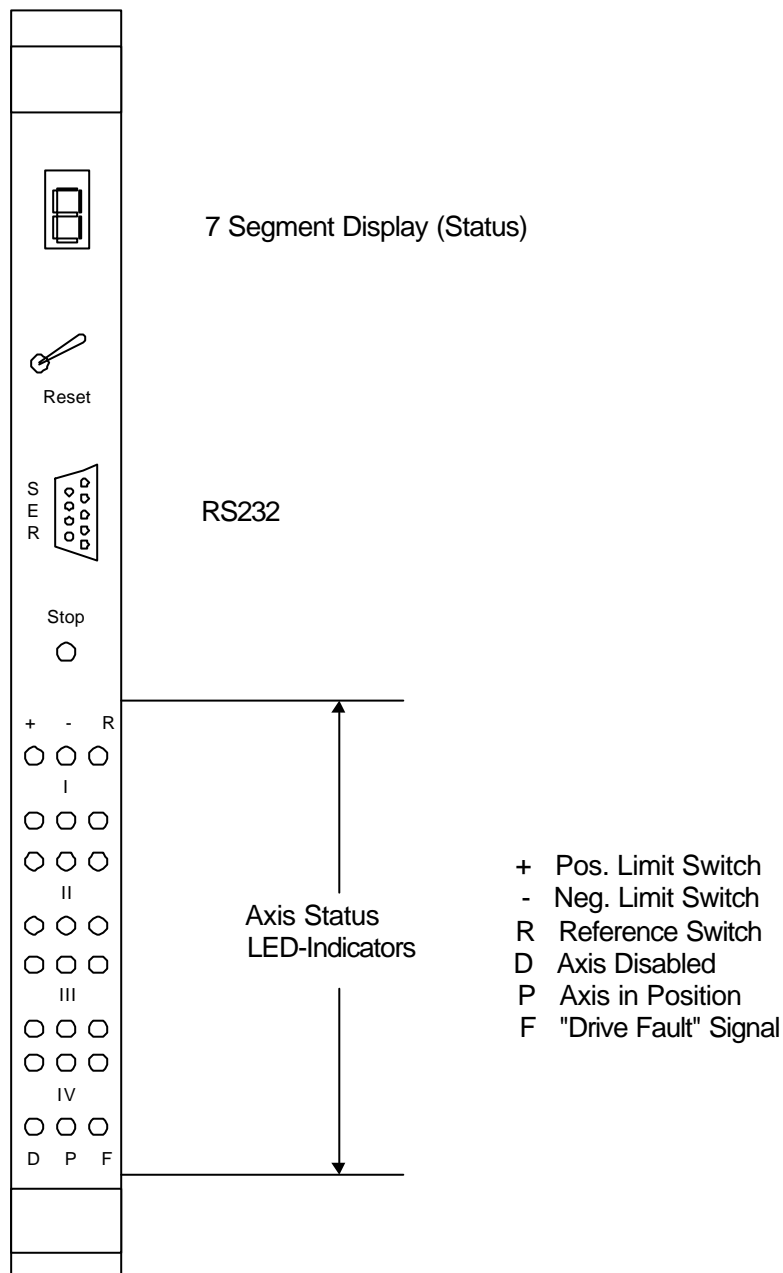 7 Segment Display (Status)
Reset
S
E
R
RS232
Stop
+ - R
I
II
III
IV
D P F
Axis Status
LED-Indicators
+ Pos. Limit Switch
- Neg. Limit Switch
R Reference Switch
D Axis Disabled
P Axis in Position
F "Drive Fault" Signal